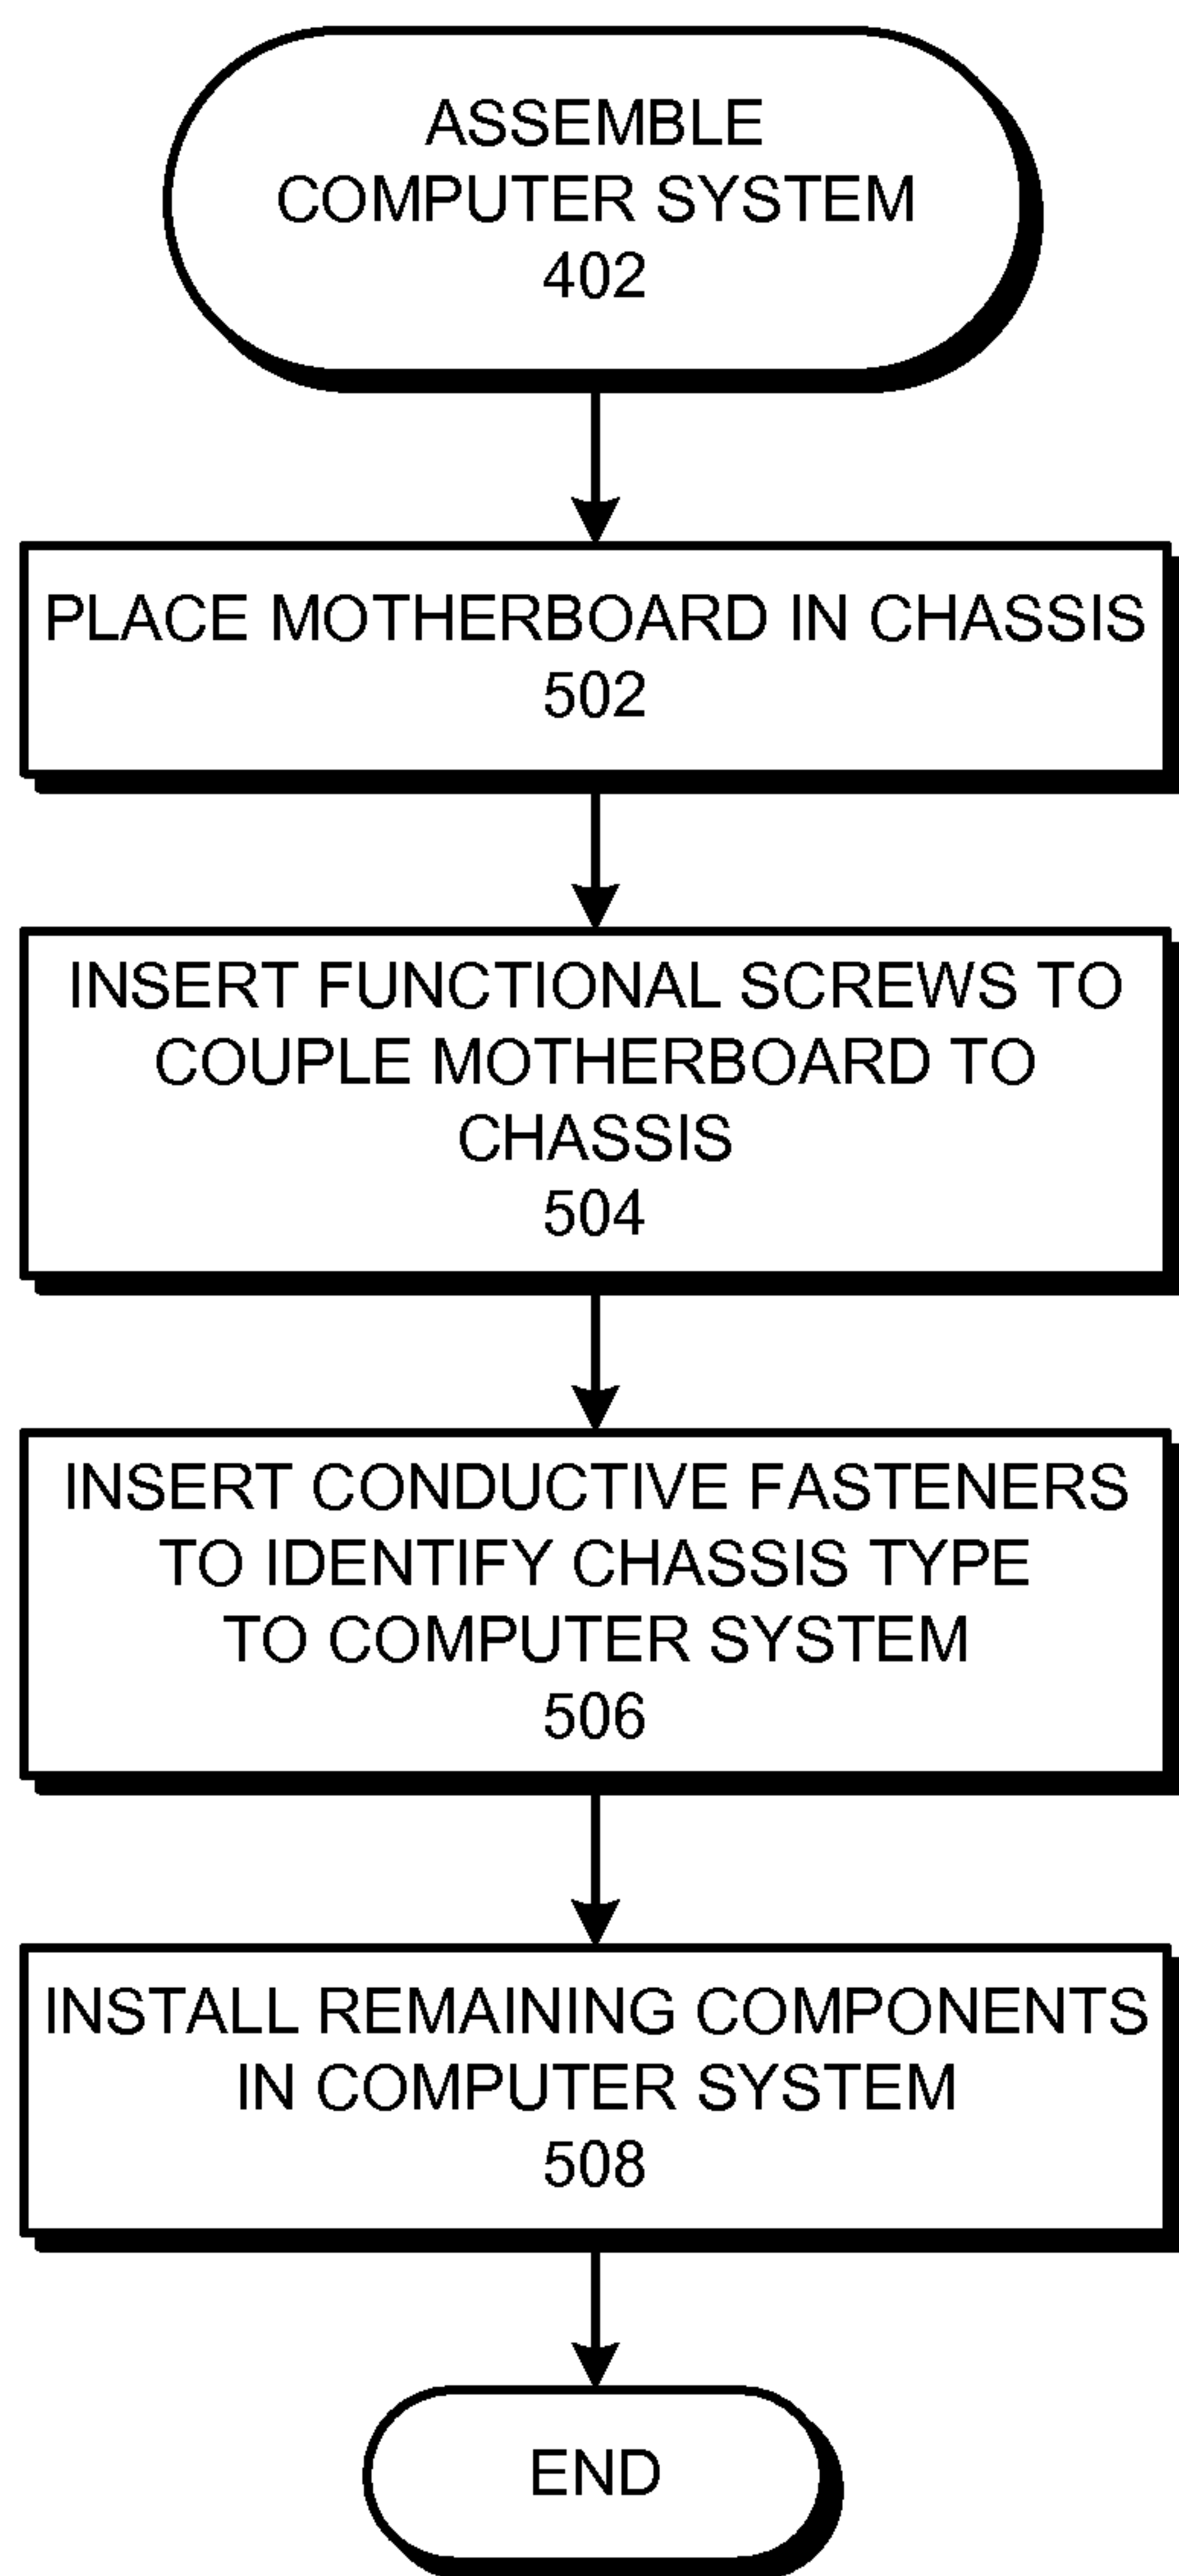 ASSEMBLE
COMPUTER SYSTEM
402
PLACE MOTHERBOARD IN CHASSIS
502
INSERT FUNCTIONAL SCREWS TO
COUPLE MOTHERBOARD TO
CHASSIS
504
INSERT CONDUCTIVE FASTENERS
TO IDENTIFY CHASSIS TYPE
TO COMPUTER SYSTEM
506
INSTALL REMAINING COMPONENTS
IN COMPUTER SYSTEM
508
END